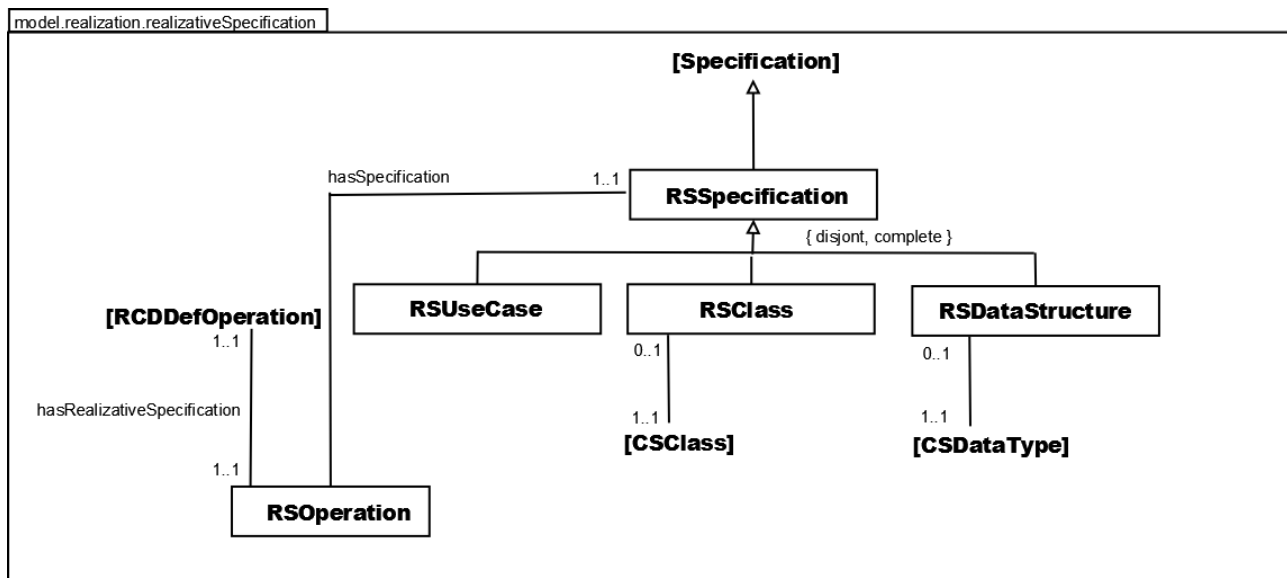 model.realization.realizativeSpecification
[Specification]
hasSpecification
1..1
RSSpecification
{ disjont, complete }
RSUseCase
RSClass
RSDataStructure
[RCDDefOperation]
1..1
0..1
0..1
hasRealizativeSpecification
1..1
1..1
[CSClass]
[CSDataType]
1..1
RSOperation